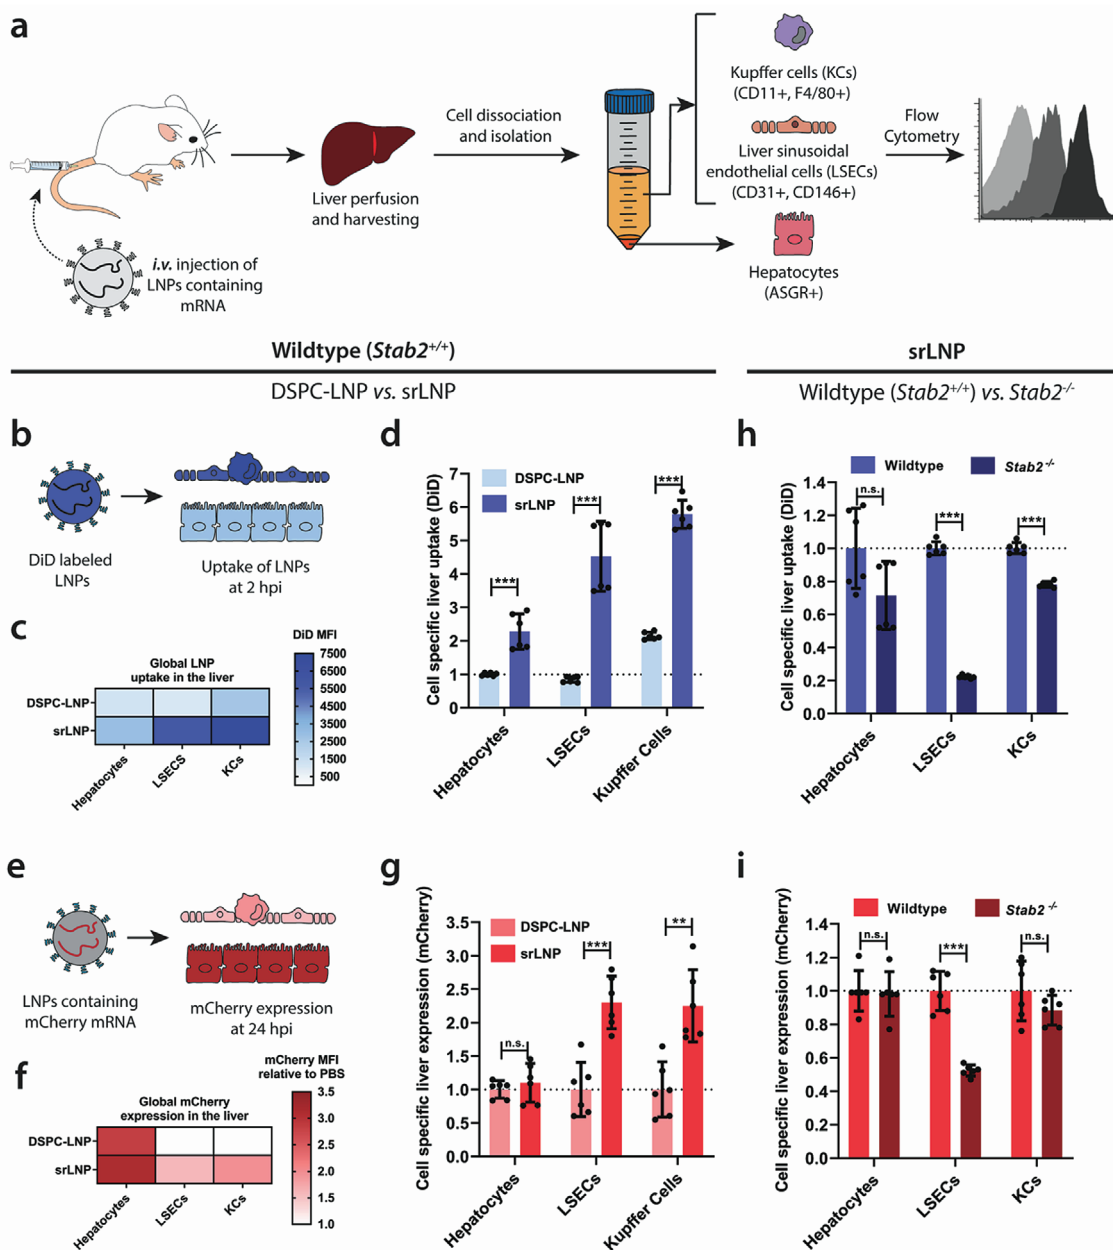 a
Kupffer cells (KCs)
(CD11+, F4/80+)
Cell dissociation
and isolation
Flow
Cytometry
Liver sinusoidal
endothelial cells (LSECs)
(CD31+, CD146+)
Liver perfusion
and harvesting
i.v. injection of
LNPs containing
mRNA
Hepatocytes
(ASGR+)
Wildtype (Stab2+/+)
DSPC-LNP vs. srLNP
srLNP
Wildtype (Stab2+/+) vs. Stab2-/-
b
DiD labeled
LNPs
Uptake of LNPs
at 2 hpi
c
Global LNP
uptake in the liver
DSPC-LNP
srLNP
Hepatocytes
LSECS
KCs
DiD MFI
7500
6500
5500
4500
3500
2500
1500
500
d
Cell specific liver uptake (DiD)
7
6
5
4
3
2
1
0
DSPC-LNP
srLNP
***
***
***
Hepatocytes
LSECs
Kupffer Cells
h
Wildtype
Stab2 -/-
Cell specific liver uptake (DiD)
1.4
1.2
1.0
0.8
0.6
0.4
0.2
0.0
n.s.
***
***
Hepatocytes
LSECs
KCs
e
LNPs containing
mCherry mRNA
mCherry expression
at 24 hpi
f
Global mCherry
expression in the liver
DSPC-LNP
srLNP
Hepatocytes
LSECs
KCs
mCherry MFI
relative to PBS
3.5
3.0
2.5
2.0
1.5
1.0
g
Cell specific liver expression (mCherry)
3.5
3.0
2.5
2.0
1.5
1.0
0.5
0.0
DSPC-LNP
srLNP
n.s.
***
**
Hepatocytes
LSECs
Kupffer Cells
i
Wildtype
Stab2 -/-
Cell specific liver expression (mCherry)
1.4
1.2
1.0
0.8
0.6
0.4
0.2
0.0
n.s.
***
n.s.
Hepatocytes
LSECs
KCs